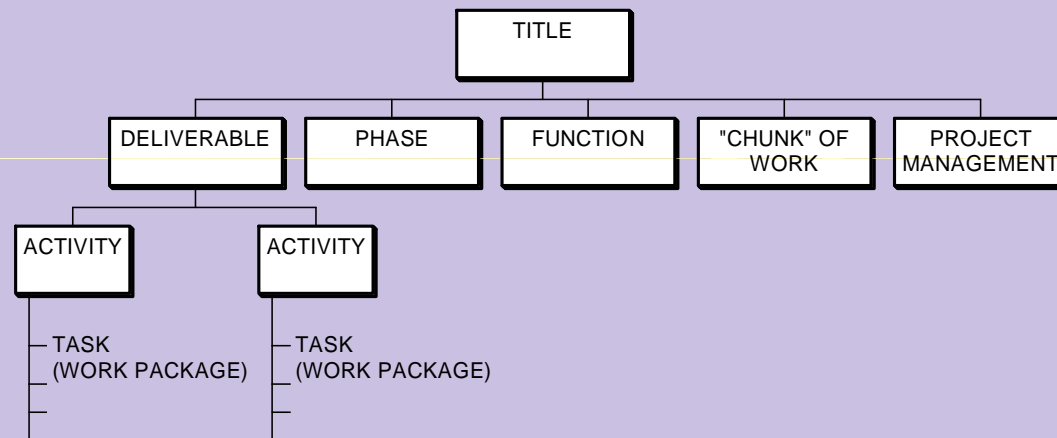 TITLE
DELIVERABLE
PHASE
FUNCTION
"CHUNK" OF
WORK
PROJECT
MANAGEMENT
ACTIVITY
ACTIVITY
TASK
(WORK PACKAGE)
TASK
(WORK PACKAGE)